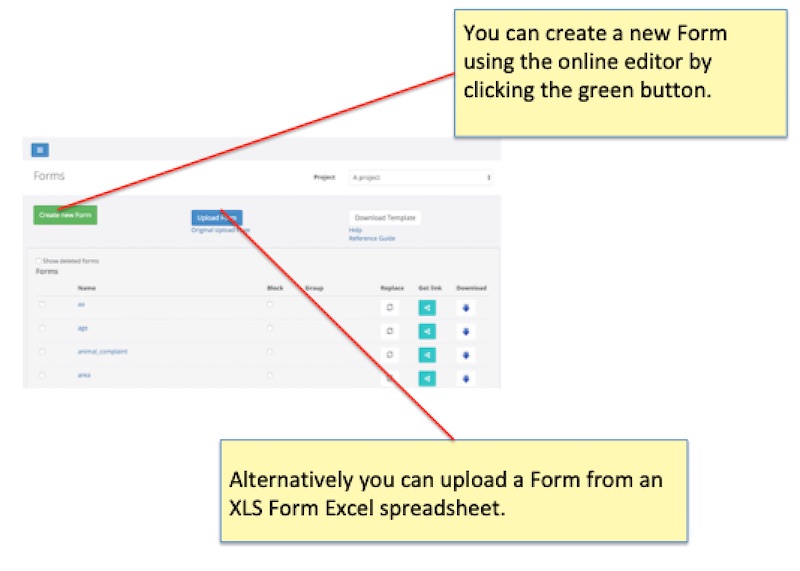 You can create a new Form
using the online editor by
clicking the green button.
Forms
Project A project
Create new Form
Upload Form
Download Template
Original Upload Page
Help
Reference Guide
Show deleted forms
Forms
Name Block Group Replace Get link Download
age
animal_complaint
area
Alternatively you can upload a Form from an
XLS Form Excel spreadsheet.